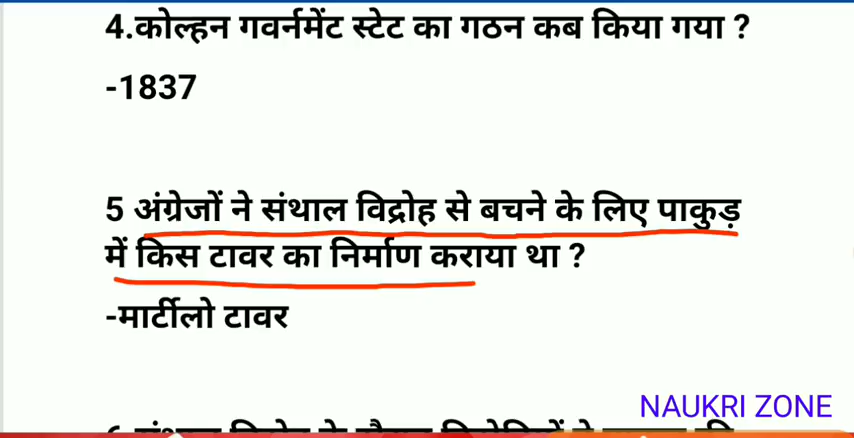 4.कोल्हन गवर्नमेंट स्टेट का गठन कब किया गया ?
-1837
5 अंग्रेजों ने संथाल विद्रोह से बचने के लिए पाकुड़
में किस टावर का निर्माण कराया था ?
-मार्टीलो टावर
NAUKRI ZONE